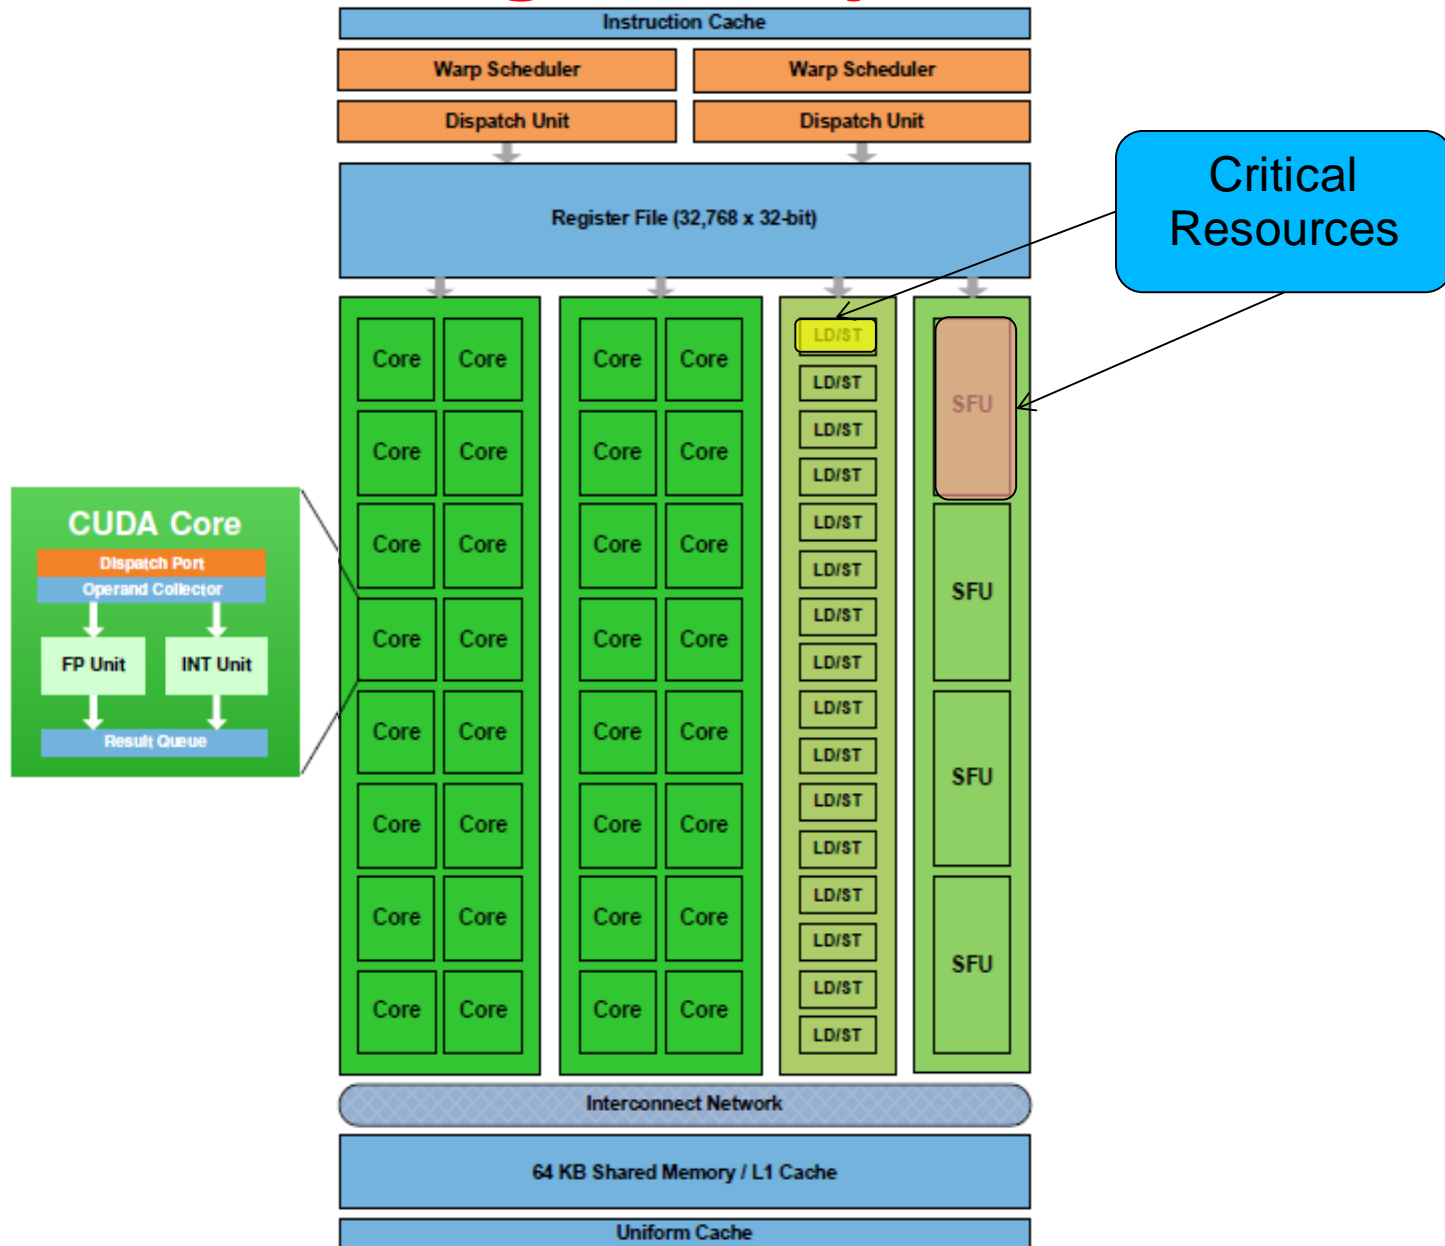 Instruction Cache
Warp Scheduler Warp Scheduler
Dispatch Unit Dispatch Unit
Critical
Resources
Register File (32,768 x 32-bit)
Core Core Core Core LD/ST SFU
LD/ST
Core Core Core Core LD/ST
LD/ST
Core Core Core Core LD/ST SFU
LD/ST
Core Core Core Core LD/ST
LD/ST
Core Core Core Core LD/ST SFU
LD/ST
Core Core Core Core LD/ST
LD/ST
Core Core Core Core LD/ST SFU
LD/ST
Core Core Core Core LD/ST
LD/ST
CUDA Core
Dispatch Port
Operand Collector
FP Unit INT Unit
Result Queue
Interconnect Network
64 KB Shared Memory / L1 Cache
Uniform Cache